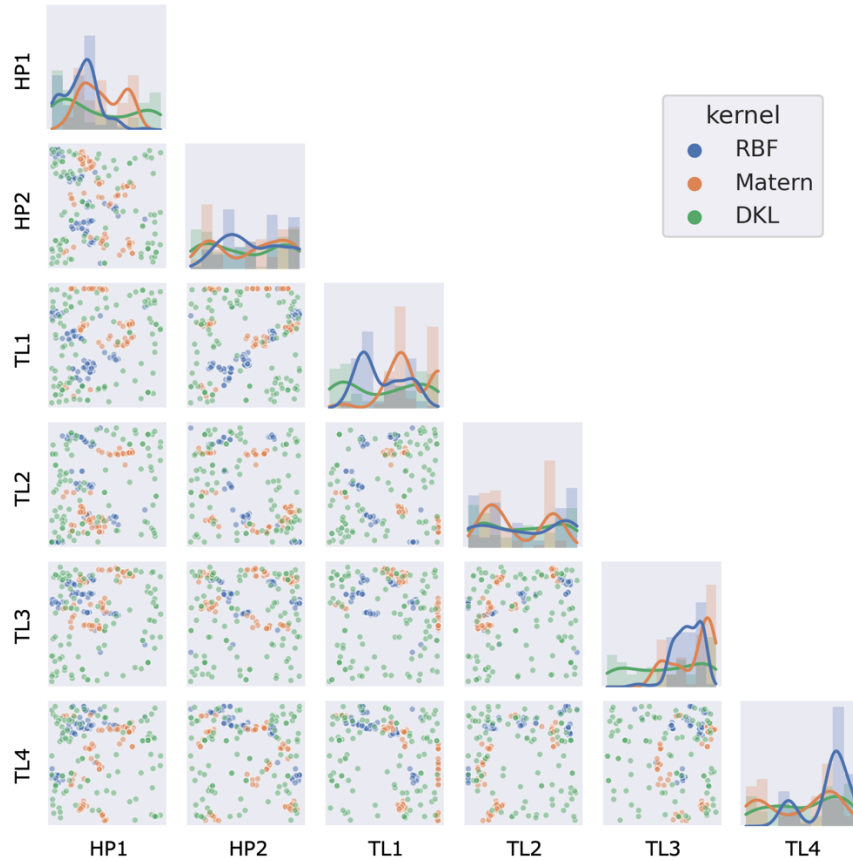 HP1
kernel
RBF
Matern
DKL
HP2
TL1
TL2
TL3
TL4
HP1 HP2 TL1 TL2 TL3 TL4